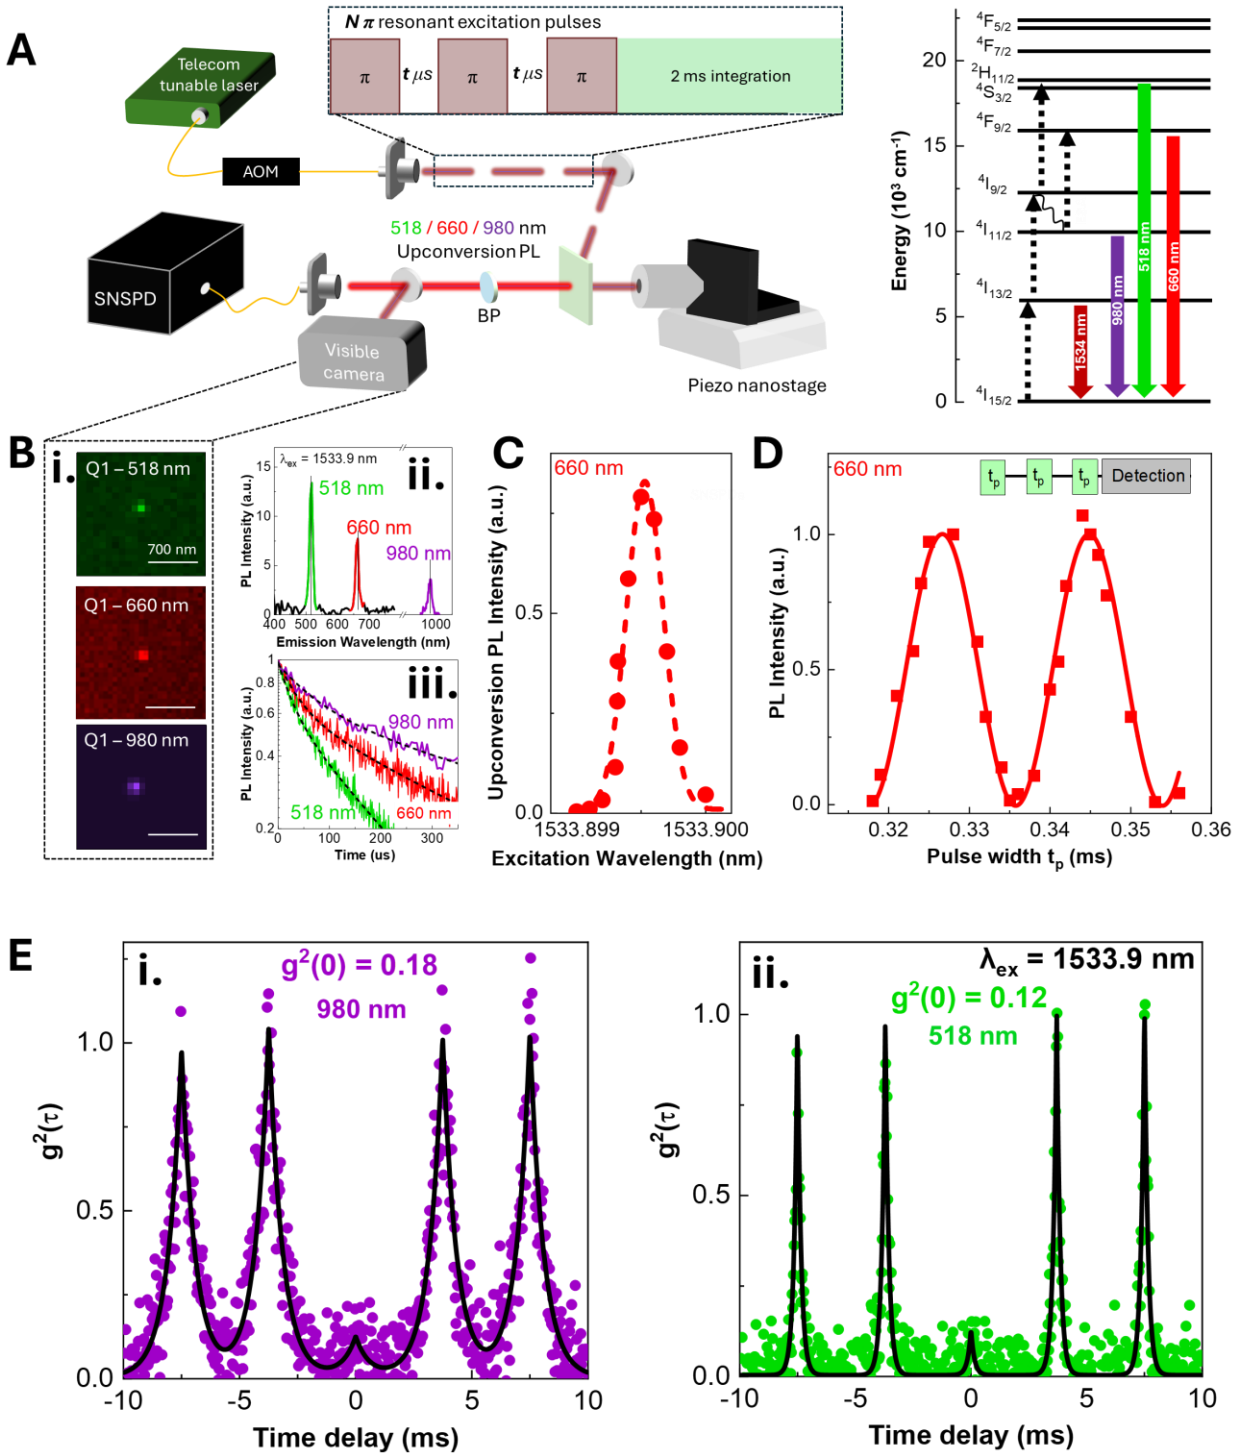 A
Telecom
tunable laser
AOM
N π resonant excitation pulses
π
t μs
π
t μs
π
2 ms integration
518 / 660 / 980 nm
Upconversion PL
SNSPD
BP
Visible
camera
Piezo nanostage
Energy (10³ cm⁻¹)
20
15
10
5
0
⁴F₅/₂
⁴F₇/₂
²H₁₁/₂
⁴S₃/₂
⁴F₉/₂
⁴I₉/₂
⁴I₁₁/₂
⁴I₁₃/₂
⁴I₁₅/₂
1534 nm
980 nm
518 nm
660 nm
B
i.
Q1 – 518 nm
700 nm
Q1 – 660 nm
Q1 – 980 nm
ii.
λex = 1533.9 nm
518 nm
660 nm
980 nm
PL Intensity (a.u.)
15
10
5
0
400 500 600 700 1000
Emission Wavelength (nm)
iii.
980 nm
660 nm
518 nm
PL Intensity (a.u.)
1
0.8
0.6
0.4
0.2
0 100 200 300
Time (us)
C
660 nm
Upconversion PL Intensity (a.u.)
0.5
0.0
1533.899 1533.900
Excitation Wavelength (nm)
D
660 nm
tp
tp
tp
Detection
PL Intensity (a.u.)
1.0
0.5
0.0
0.32 0.33 0.34 0.35 0.36
Pulse width tp (ms)
E
i.
g²(0) = 0.18
980 nm
g²(τ)
1.0
0.5
0.0
-10 -5 0 5 10
Time delay (ms)
ii.
λex = 1533.9 nm
g²(0) = 0.12
518 nm
g²(τ)
1.0
0.5
0.0
-10 -5 0 5 10
Time delay (ms)